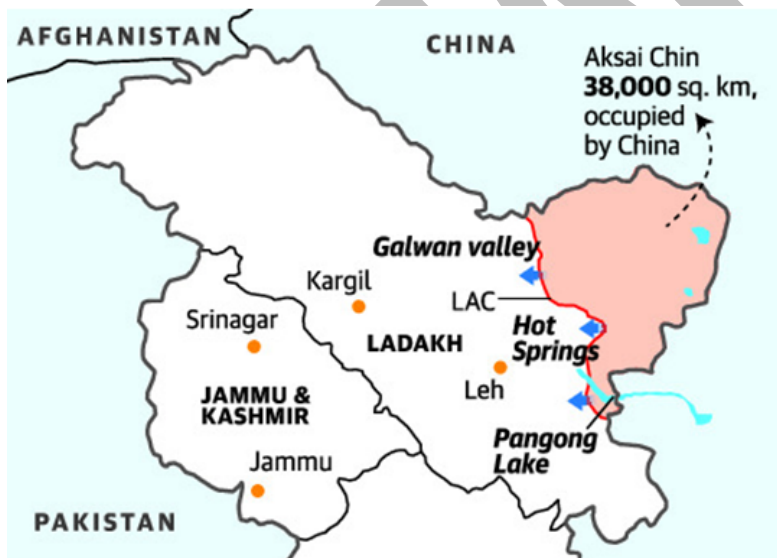 AFGHANISTAN
CHINA
Aksai Chin
38,000 sq. km,
occupied
by China
Galwan valley
Kargil
LAC
Srinagar
Hot
Springs
LADAKH
Leh
JAMMU &
KASHMIR
Pangong
Lake
Jammu
PAKISTAN